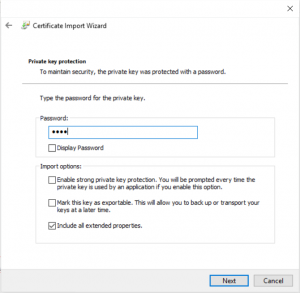 Certificate Import Wizard
Private key protection
To maintain security, the private key was protected with a password.
Type the password for the private key.
Password:
••••
Display Password
Import options:
Enable strong private key protection. You will be prompted every time the
private key is used by an application if you enable this option.
Mark this key as exportable. This will allow you to back up or transport your
keys at a later time.
Include all extended properties.
Next
Cancel